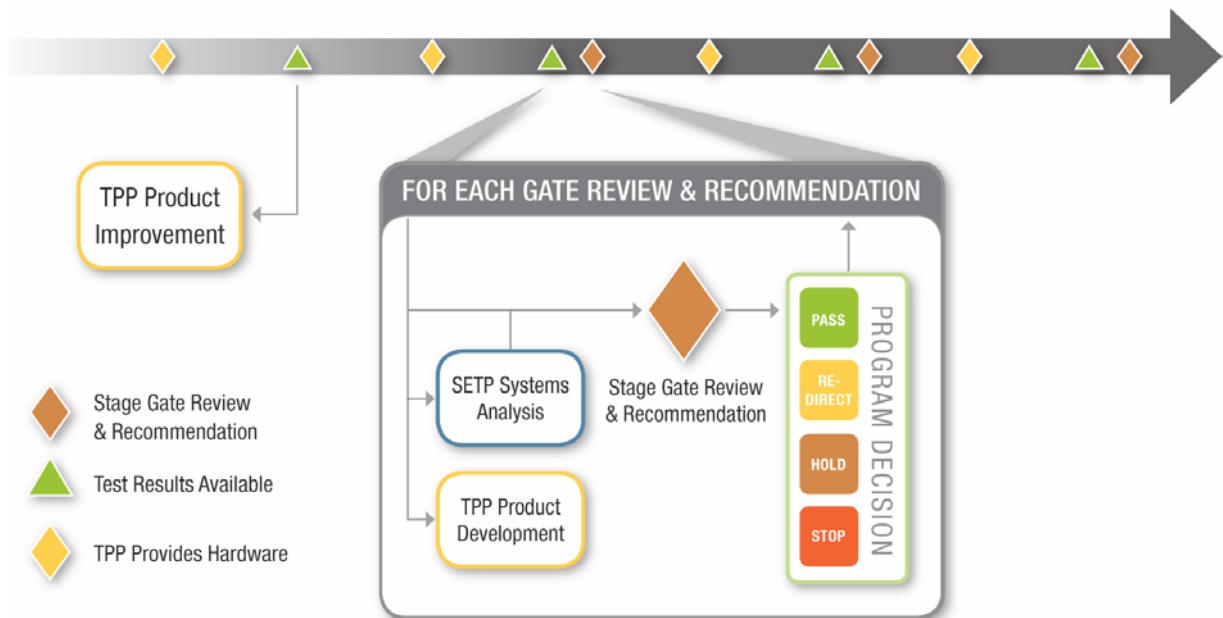 TPP Product
Improvement
FOR EACH GATE REVIEW & RECOMMENDATION
SETP Systems
Analysis
TPP Product
Development
Stage Gate Review
& Recommendation
PASS
RE-
DIRECT
HOLD
STOP
PROGRAM DECISION
Stage Gate Review
& Recommendation
Test Results Available
TPP Provides Hardware